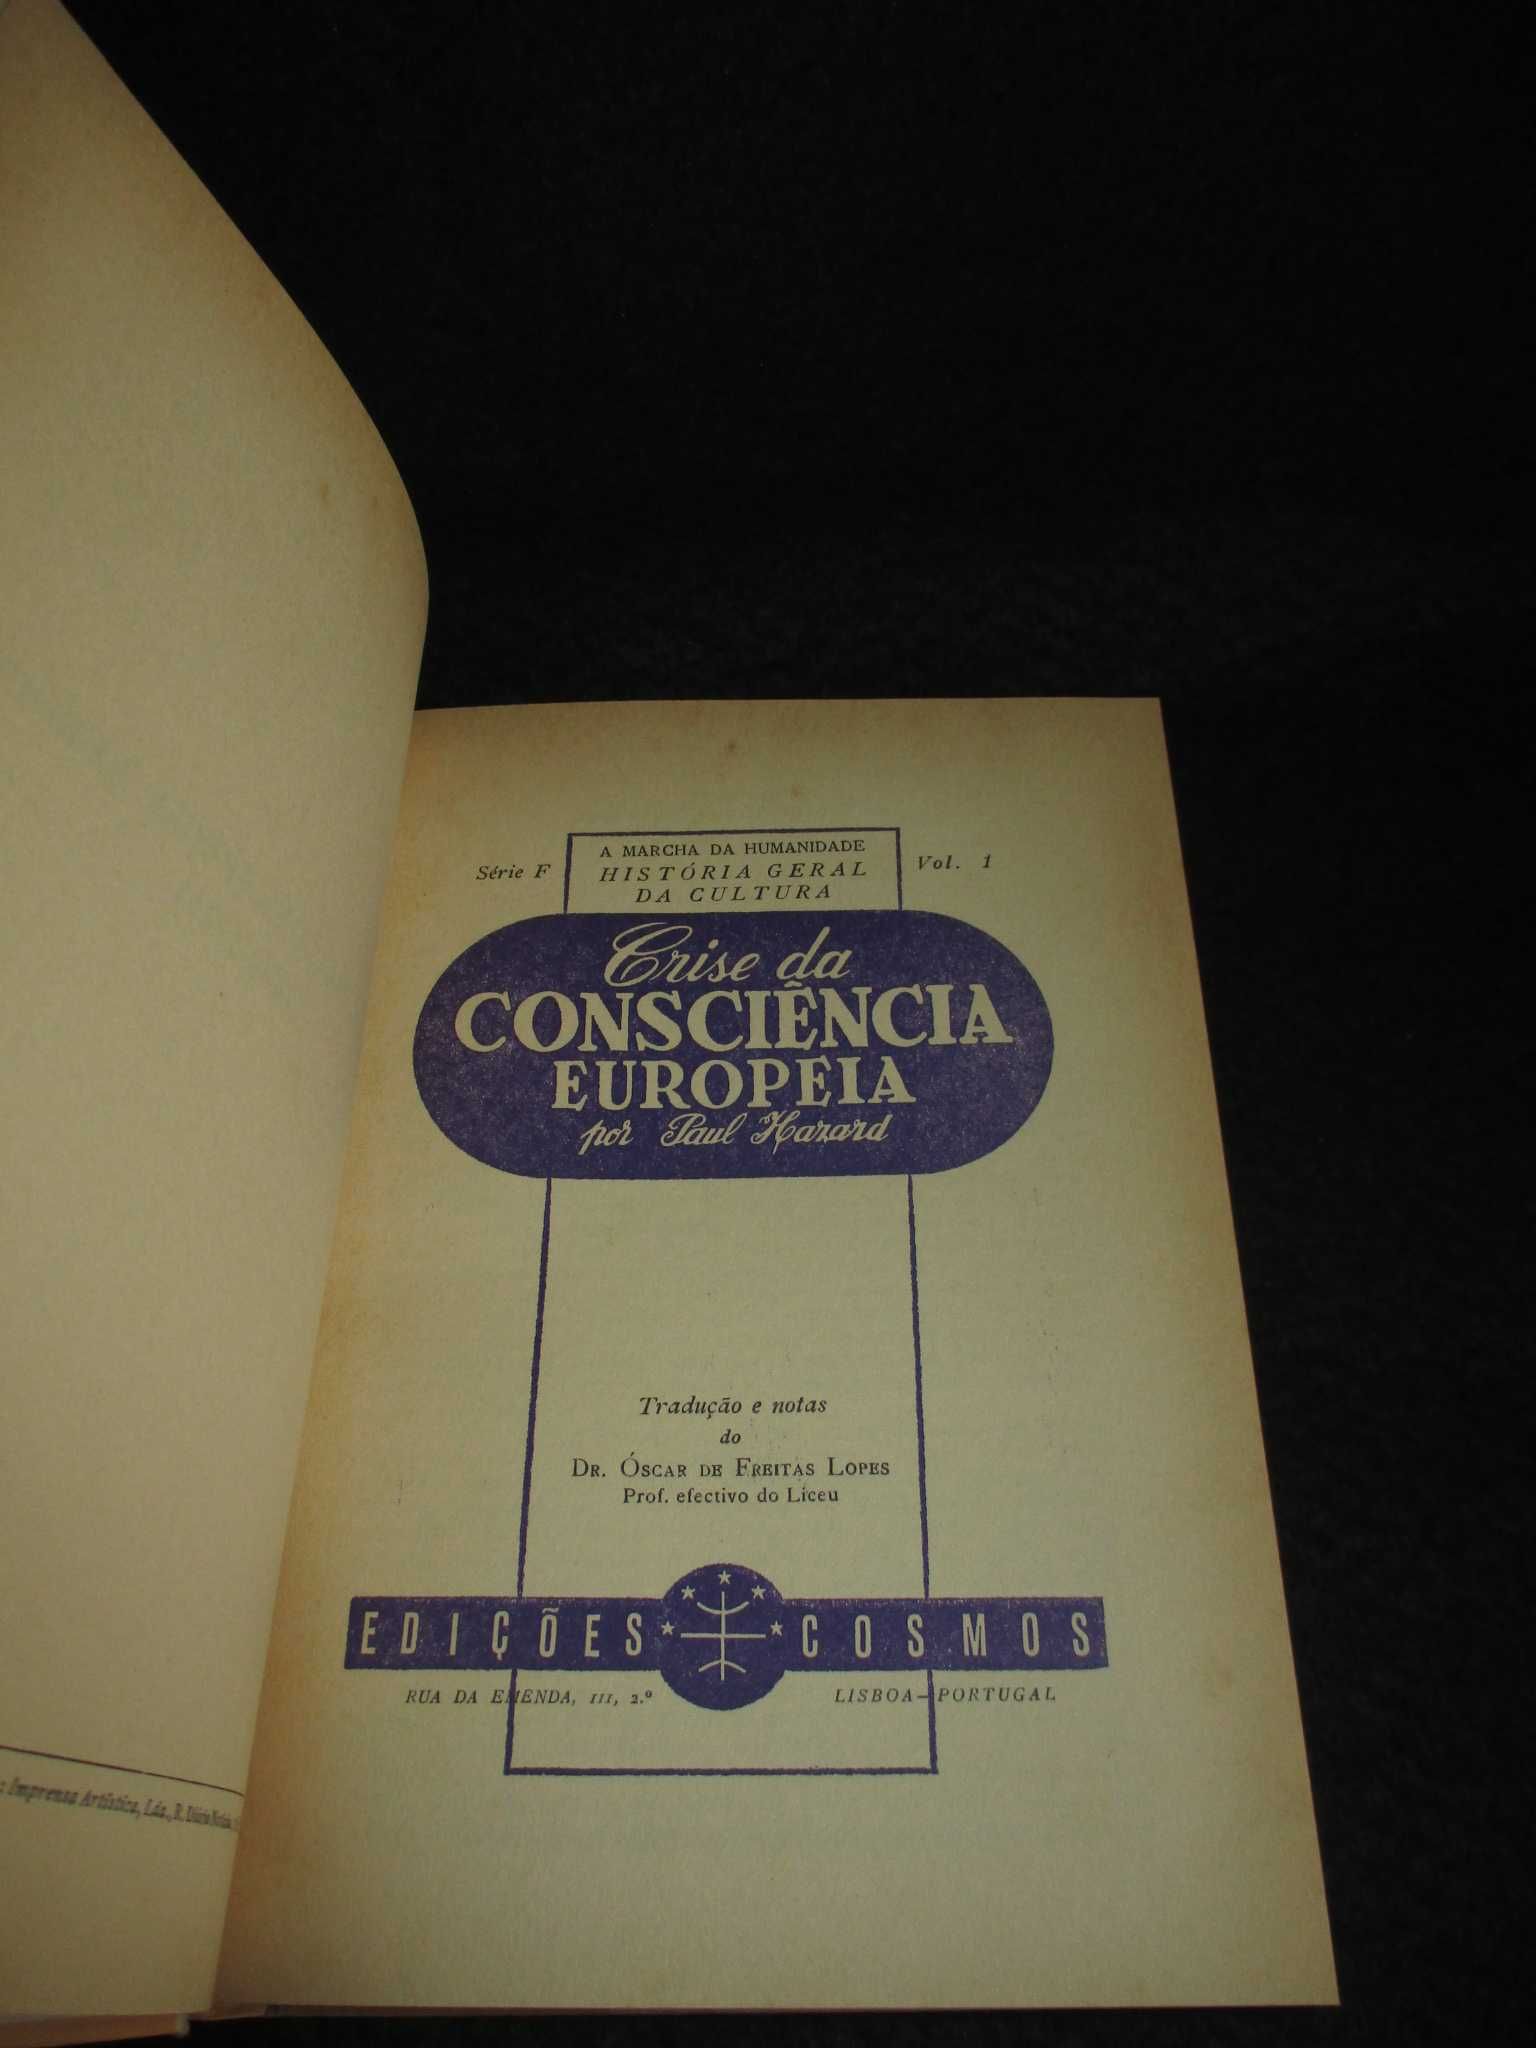 Série F
A MARCHA DA HUMANIDADE
HISTÓRIA GERAL
DA CULTURA
Vol. 1
Crise da
CONSCIÊNCIA
EUROPEIA
por Paul Hazard
Tradução e notas
do
DR. ÓSCAR DE FREITAS LOPES
Prof. efectivo do Liceu
EDIÇÕES COSMOS
RUA DA EMENDA, III, 2.º
LISBOA—PORTUGAL
: Imprensa Artística, Lda., R. Diário